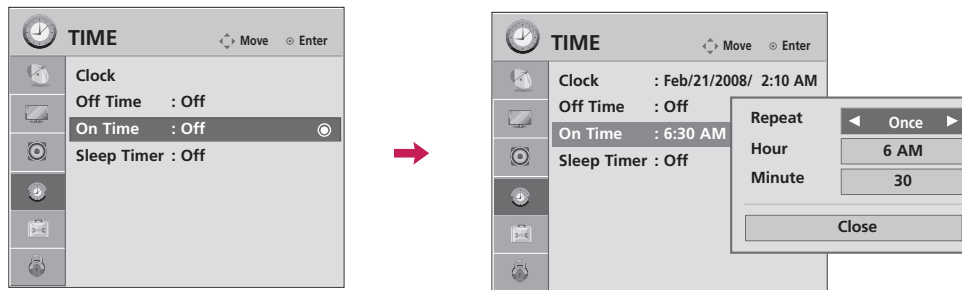 TIME
Move Enter
Clock
Off Time : Off
On Time : Off
Sleep Timer : Off
TIME
Move Enter
Clock : Feb/21/2008/ 2:10 AM
Off Time : Off
On Time : 6:30 AM
Sleep Timer : Off
Repeat ◀ Once ▶
Hour 6 AM
Minute 30
Close